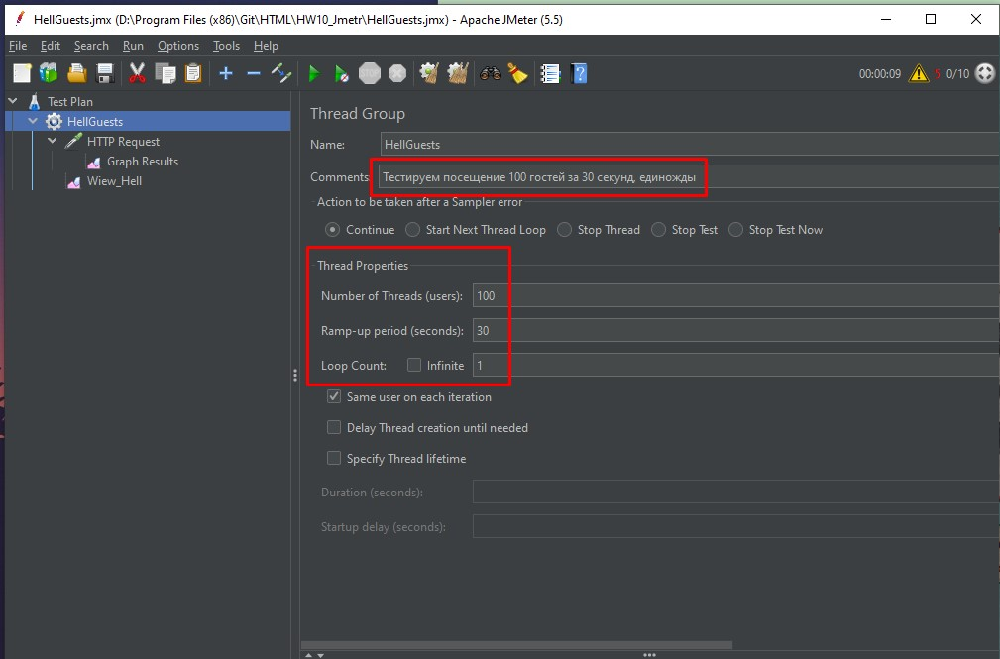 HellGuests.jmx (D:\Program Files (x86)\Git\HTML\HW10_Jmetr\HellGuests.jmx) - Apache JMeter (5.5)
File Edit Search Run Options Tools Help
00:00:09 5 0/10
Test Plan
HellGuests
HTTP Request
Graph Results
Wiew_Hell
Thread Group
Name: HellGuests
Comments: Тестируем посещение 100 гостей за 30 секунд, единожды
Action to be taken after a Sampler error
Continue Start Next Thread Loop Stop Thread Stop Test Stop Test Now
Thread Properties
Number of Threads (users): 100
Ramp-up period (seconds): 30
Loop Count: Infinite 1
Same user on each iteration
Delay Thread creation until needed
Specify Thread lifetime
Duration (seconds):
Startup delay (seconds):